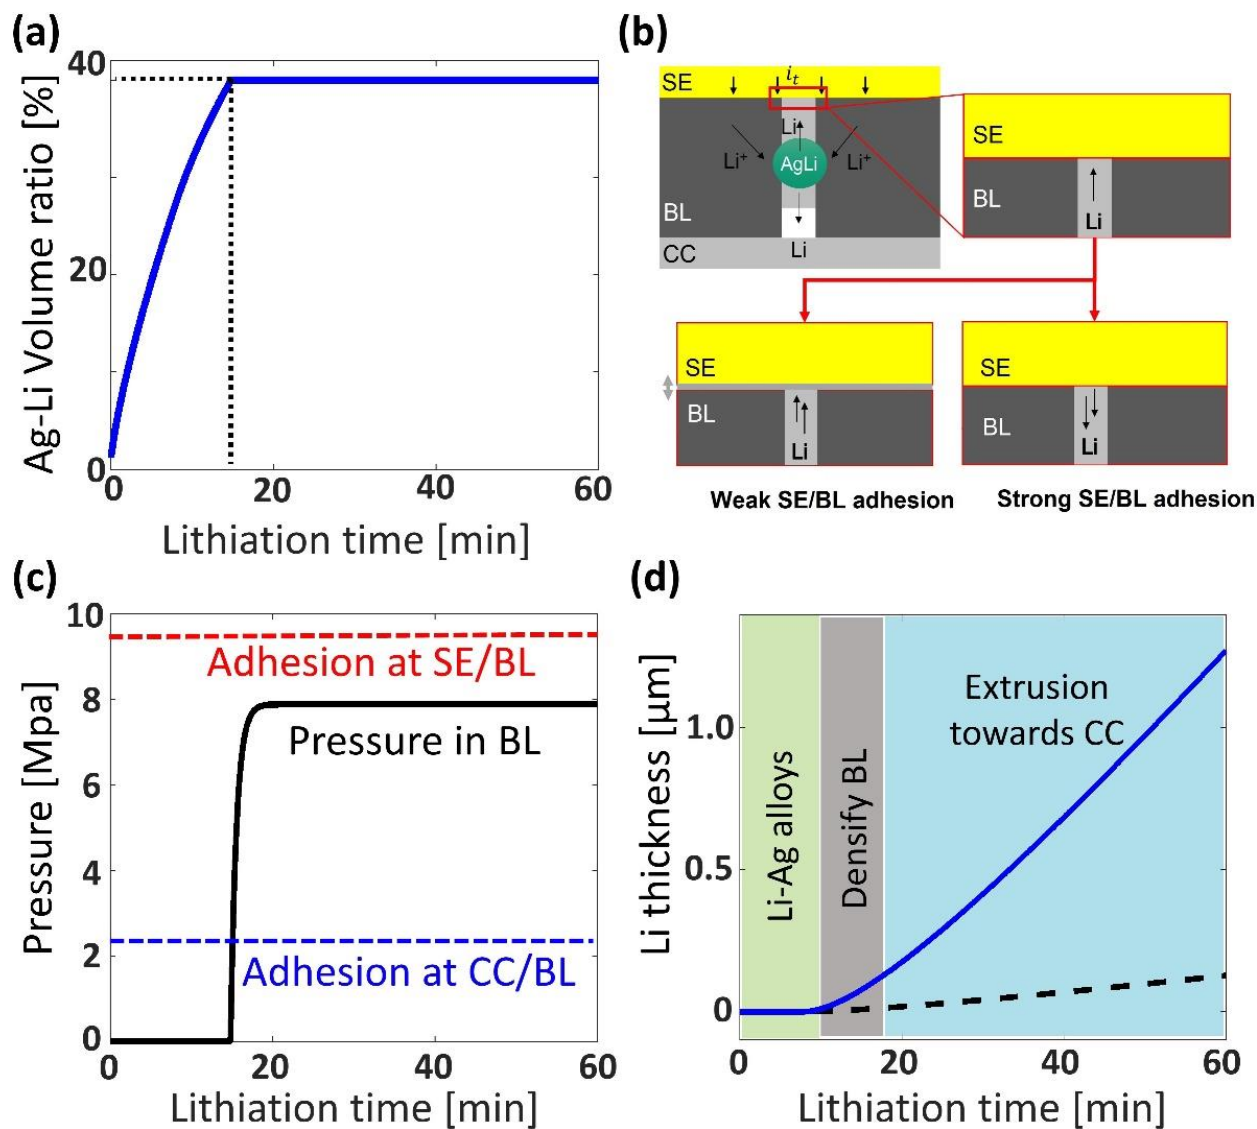 (a)
Ag-Li Volume ratio [%]
40
20
0
0 20 40 60
Lithiation time [min]
(b)
SE
i_t
Li
Li⁺
AgLi
Li⁺
BL
Li
CC
SE
BL
Li
SE
BL
Li
Weak SE/BL adhesion
SE
BL
Li
Strong SE/BL adhesion
(c)
Pressure [Mpa]
10
8
6
4
2
0
Adhesion at SE/BL
Pressure in BL
Adhesion at CC/BL
0 20 40 60
Lithiation time [min]
(d)
Li thickness [µm]
1.0
0.5
0
Li-Ag alloys
Densify BL
Extrusion
towards CC
0 20 40 60
Lithiation time [min]